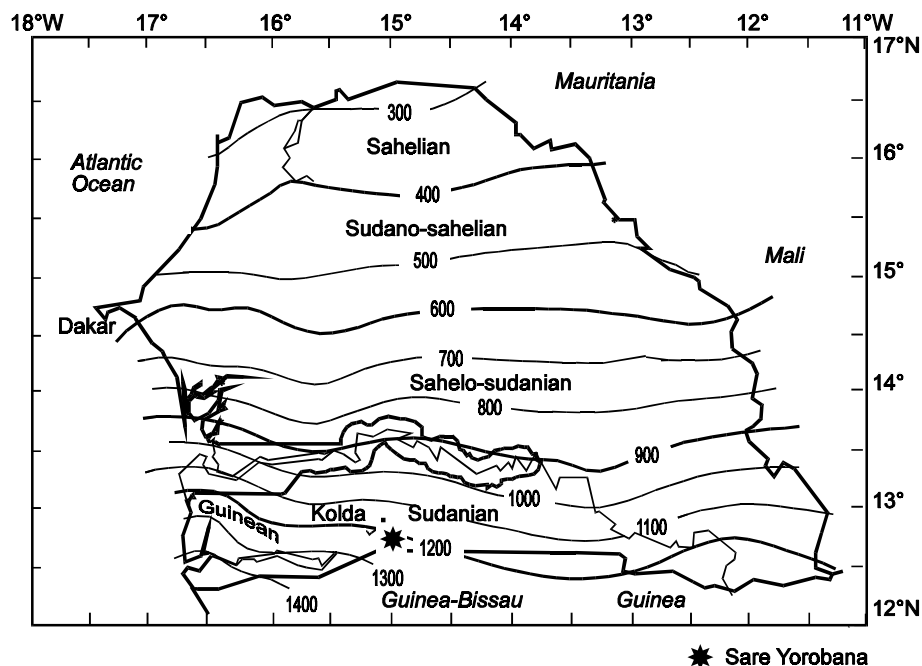 18°W 17° 16° 15° 14° 13° 12° 11°W
17°N
Mauritania
300
Sahelian
Atlantic
Ocean
16°
400
Sudano-sahelian
500
Mali
15°
600
Dakar
700
Sahelo-sudanian
14°
800
900
1000
13°
Guinean
Kolda
Sudanian
1100
1200
1300
1400
Guinea-Bissau
Guinea
12°N
Sare Yorobana